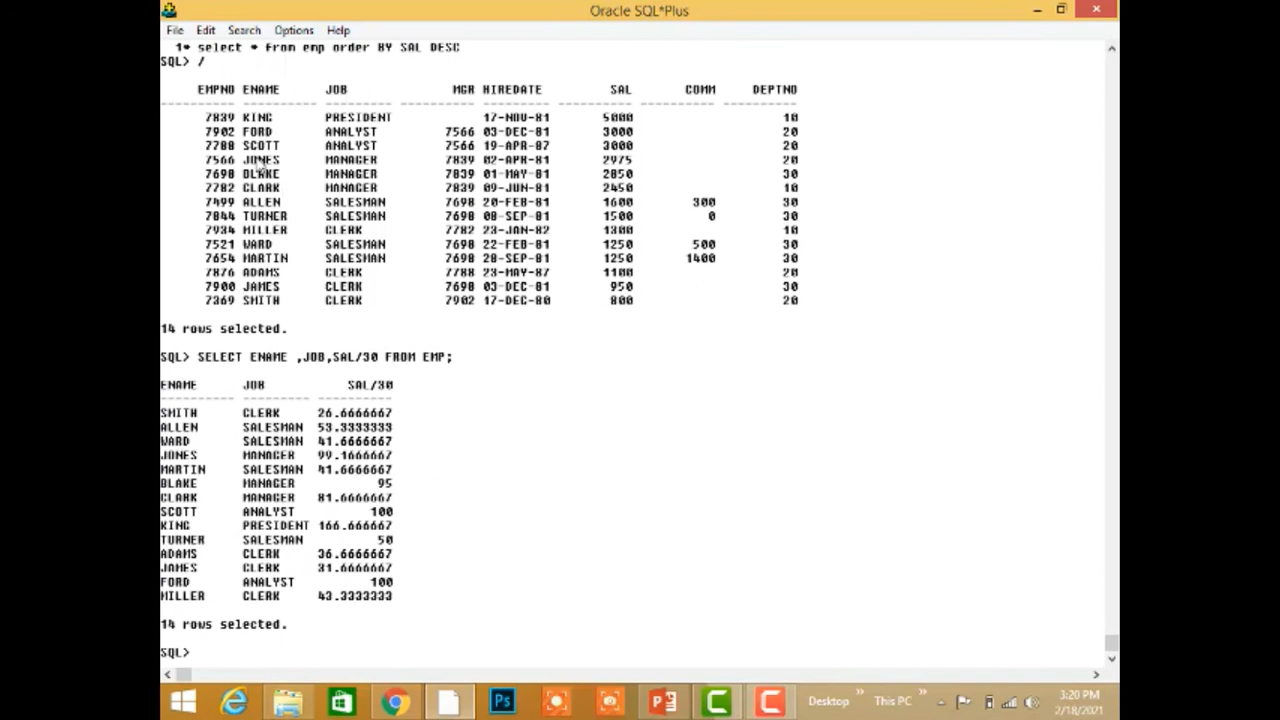 Oracle SQL*Plus
File Edit Search Options Help
1* select * from emp order BY SAL DESC
SQL> /
EMPNO ENAME JOB MGR HIREDATE SAL COMM DEPTNO
7839 KING PRESIDENT 17-NOV-81 5000 10
7902 FORD ANALYST 7566 03-DEC-81 3000 20
7788 SCOTT ANALYST 7566 19-APR-87 3000 20
7566 JONES MANAGER 7839 02-APR-81 2975 20
7698 BLAKE MANAGER 7839 01-MAY-81 2850 30
7782 CLARK MANAGER 7839 09-JUN-81 2450 10
7499 ALLEN SALESMAN 7698 20-FEB-81 1600 300 30
7844 TURNER SALESMAN 7698 08-SEP-81 1500 0 30
7934 MILLER CLERK 7782 23-JAN-82 1300 10
7521 WARD SALESMAN 7698 22-FEB-81 1250 500 30
7654 MARTIN SALESMAN 7698 28-SEP-81 1250 1400 30
7876 ADAMS CLERK 7788 23-MAY-87 1100 20
7900 JAMES CLERK 7698 03-DEC-81 950 30
7369 SMITH CLERK 7902 17-DEC-80 800 20
14 rows selected.
SQL> SELECT ENAME ,JOB,SAL/30 FROM EMP;
ENAME JOB SAL/30
SMITH CLERK 26.6666667
ALLEN SALESMAN 53.3333333
WARD SALESMAN 41.6666667
JONES MANAGER 99.1666667
MARTIN SALESMAN 41.6666667
BLAKE MANAGER 95
CLARK MANAGER 81.6666667
SCOTT ANALYST 100
KING PRESIDENT 166.666667
TURNER SALESMAN 50
ADAMS CLERK 36.6666667
JAMES CLERK 31.6666667
FORD ANALYST 100
MILLER CLERK 43.3333333
14 rows selected.
SQL>
Ps
Desktop
This PC
3:20 PM
2/18/2021